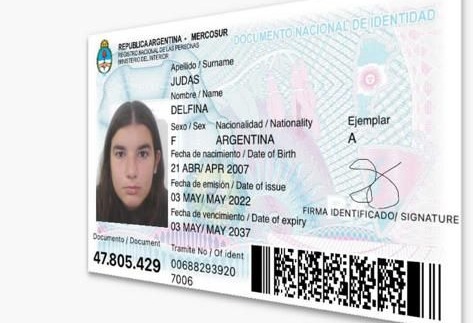 REPUBLICA ARGENTINA - MERCOSUR
REGISTRO NACIONAL DE LAS PERSONAS
MINISTERIO DEL INTERIOR
DOCUMENTO NACIONAL DE IDENTIDAD
Apellido / Surname
JUDAS
Nombre / Name
DELFINA
Sexo / Sex Nacionalidad / Nationality Ejemplar
F ARGENTINA A
Fecha de nacimiento / Date of Birth
21 ABR/ APR 2007
Fecha de emisión / Date of issue
03 MAY/ MAY 2022
Fecha de vencimiento / Date of expiry
03 MAY/ MAY 2037
FIRMA IDENTIFICADO/ SIGNATURE
Documento / Document
47.805.429
Tramite No / Of ident
00688293920
7006